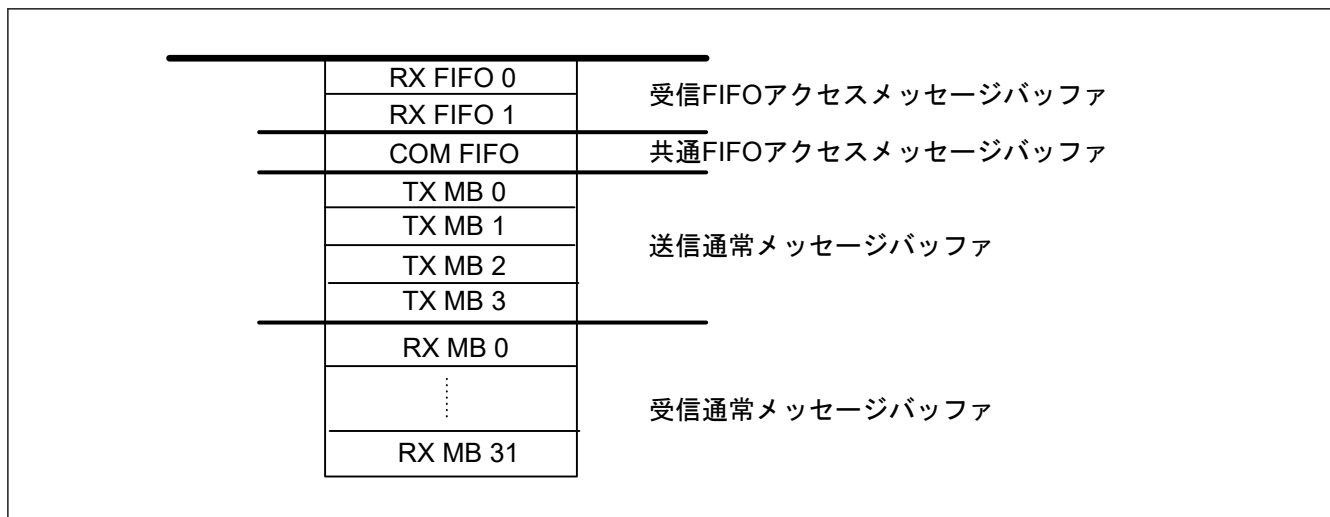 RX FIFO 0
RX FIFO 1
受信FIFOアクセスメッセージバッファ
COM FIFO
共通FIFOアクセスメッセージバッファ
TX MB 0
TX MB 1
TX MB 2
TX MB 3
送信通常メッセージバッファ
RX MB 0
RX MB 31
受信通常メッセージバッファ